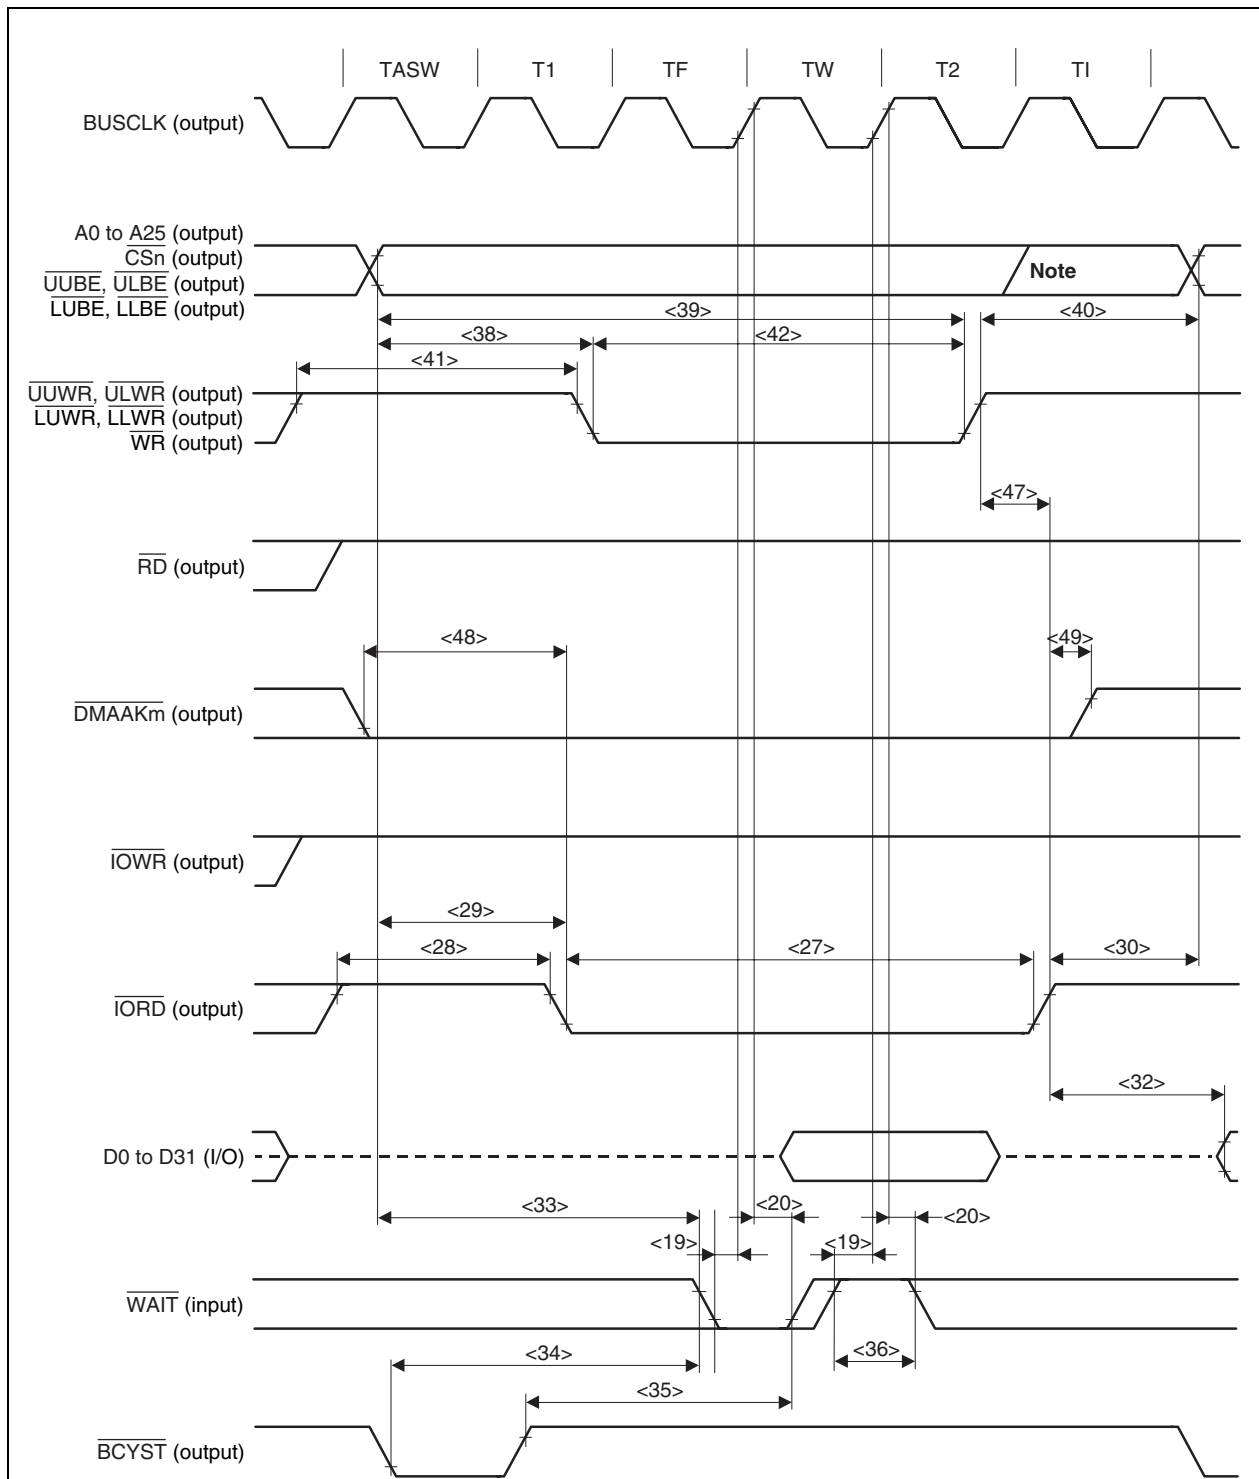 TASW T1 TF TW T2 TI
BUSCLK (output)
A0 to A25 (output)
CSn (output)
UUBE, ULBE (output)
LUBE, LLBE (output)
Note
<39> <40>
<38> <42>
<41>
UUWR, ULWR (output)
LUWR, LLWR (output)
WR (output)
<47>
RD (output)
<48> <49>
DMAAKm (output)
IOWR (output)
<29>
<28> <27> <30>
IORD (output)
<32>
D0 to D31 (I/O)
<33> <20> <20>
<19> <19>
WAIT (input)
<34> <36>
<35>
BCYST (output)